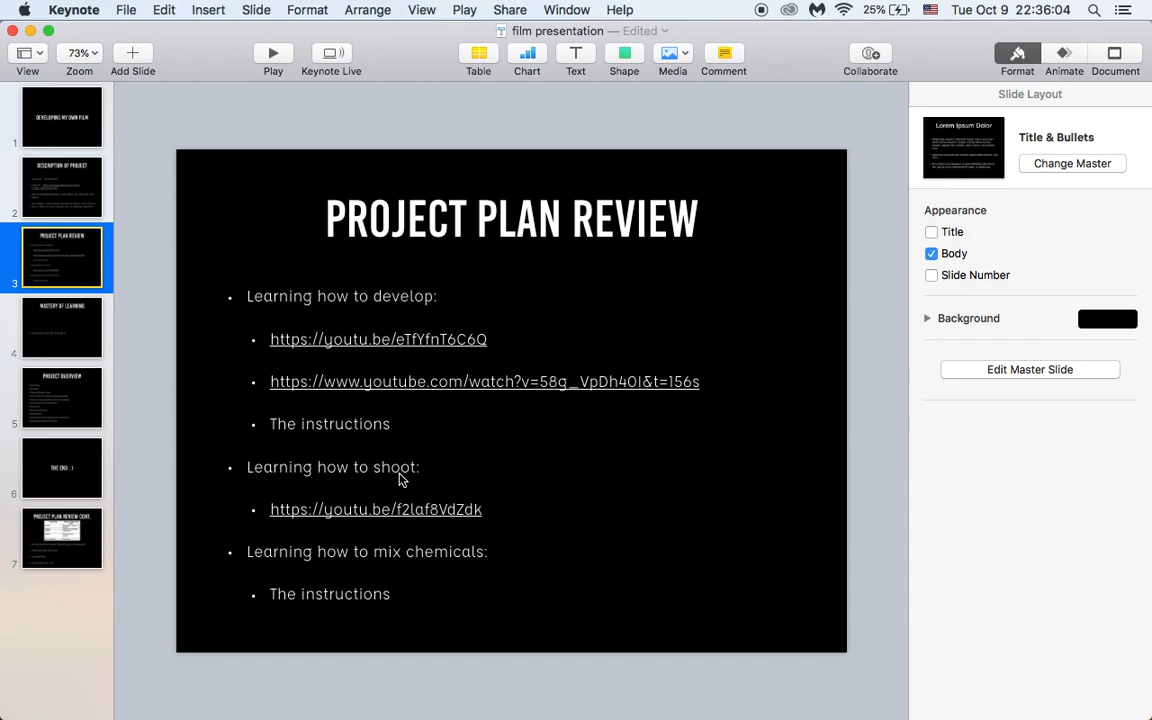 Keynote File Edit Insert Slide Format Arrange View Play Share Window Help 25% Tue Oct 9 22:36:04
film presentation — Edited
73%
View Zoom Add Slide Play Keynote Live Table Chart Text Shape Media Comment Collaborate Format Animate Document
Slide Layout
Lorem Ipsum Dolor
Title & Bullets
Change Master
Appearance
Title
Body
Slide Number
Background
Edit Master Slide
1
DEVELOPING MY OWN FILM
2
DESCRIPTION OF PROJECT
3
PROJECT PLAN REVIEW
4
MASTERY OF LEARNING
5
PROJECT OVERVIEW
6
THE END : )
7
PROJECT PLAN REVIEW CONT.
PROJECT PLAN REVIEW
• Learning how to develop:
• https://youtu.be/eTfYfnT6C6Q
• https://www.youtube.com/watch?v=58g_VpDh40I&t=156s
• The instructions
• Learning how to shoot:
• https://youtu.be/f2laf8VdZdk
• Learning how to mix chemicals:
• The instructions